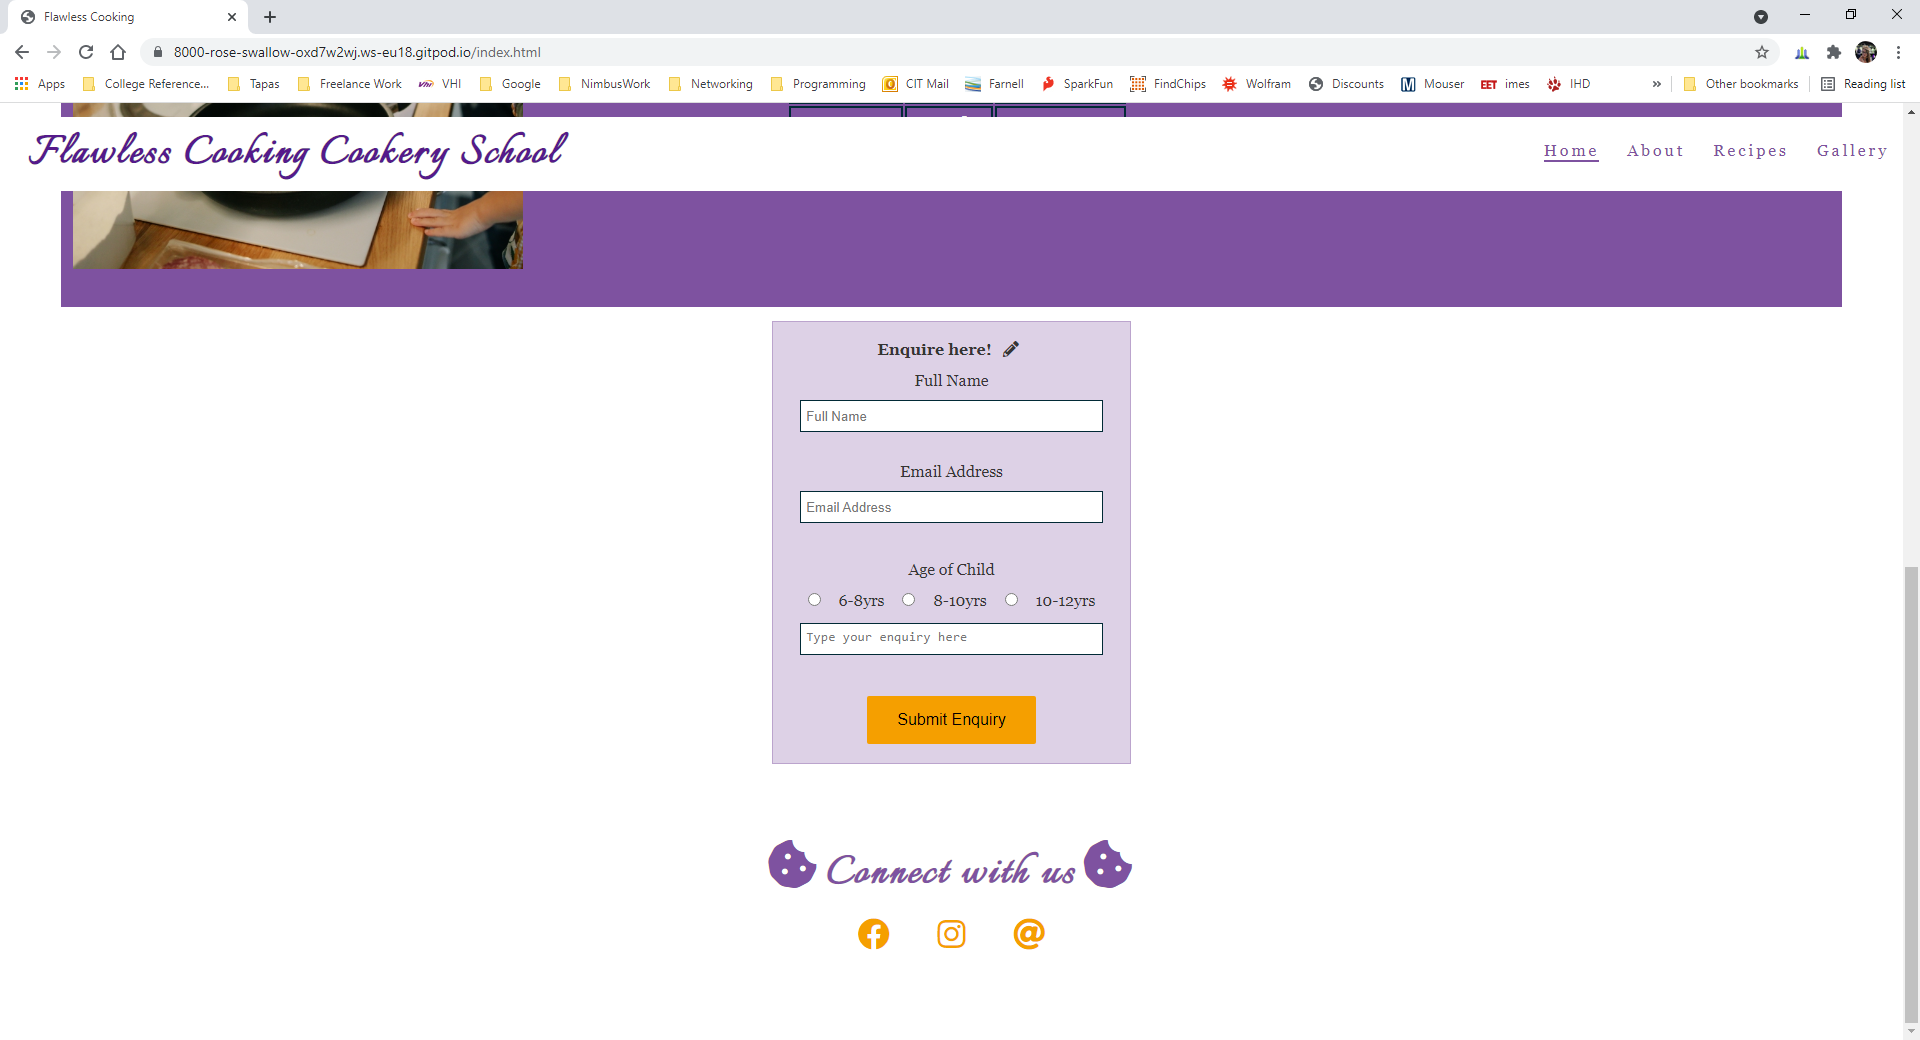 Flawless Cooking
8000-rose-swallow-oxd7w2wj.ws-eu18.gitpod.io/index.html
Apps College Reference... Tapas Freelance Work VHI Google NimbusWork Networking Programming CIT Mail Farnell SparkFun FindChips Wolfram Discounts Mouser EET imes IHD » Other bookmarks Reading list
Flawless Cooking Cookery School
Home About Recipes Gallery
Enquire here!
Full Name
Full Name
Email Address
Email Address
Age of Child
6-8yrs 8-10yrs 10-12yrs
Type your enquiry here
Submit Enquiry
Connect with us